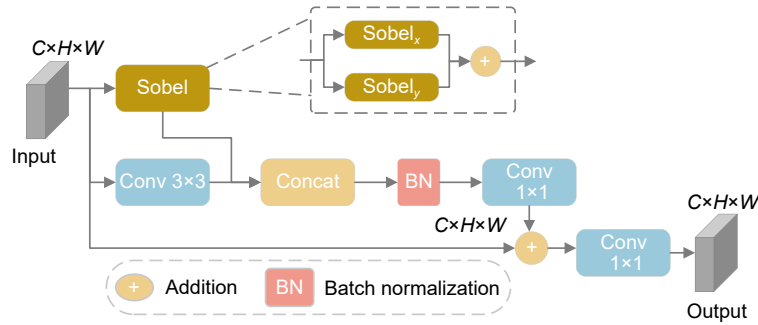 C×H×W
Sobel
Sobelₓ
+
Sobelᵧ
Input
Conv 3×3
Concat
BN
Conv
1×1
C×H×W
+
Conv
1×1
C×H×W
Output
+ Addition
BN Batch normalization